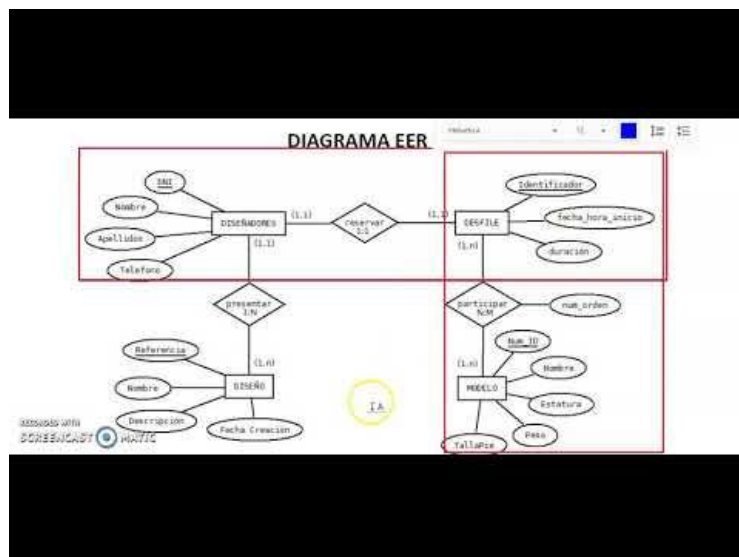 DIAGRAMA EER
Helvetica
DNI
Nombre
Apellidos
Telefono
DISEÑADORES
(1,1)
reservar
1:1
(1,1)
DESFILE
Identificador
fecha_hora_inicio
duración
(1,1)
(1,n)
presentar
1:N
participar
N:M
num_orden
(1,n)
(1,n)
Referencia
Nombre
Descripción
Fecha Creación
DISEÑO
MODELO
Num_ID
Nombre
Estatura
Peso
TallaPie
RECORDED WITH
SCREENCAST MATIC